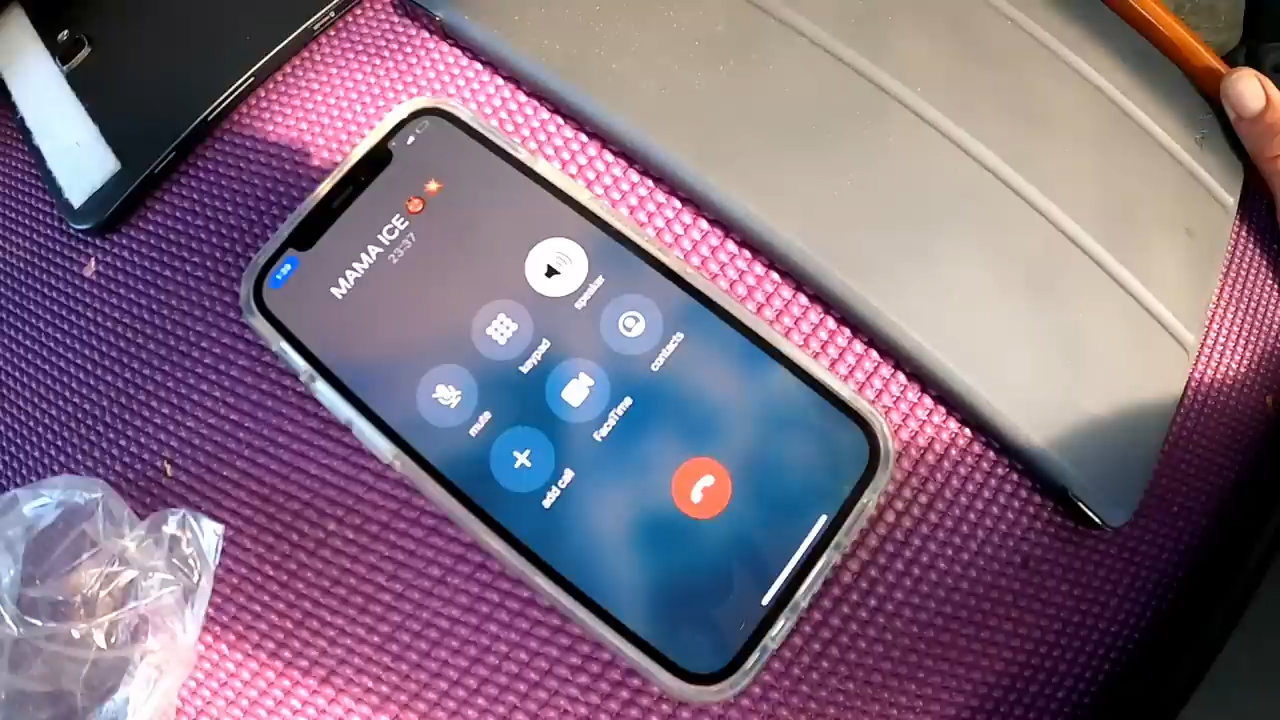 MAMA ICE
23:37
speaker
keypad
contacts
mute
FaceTime
add call